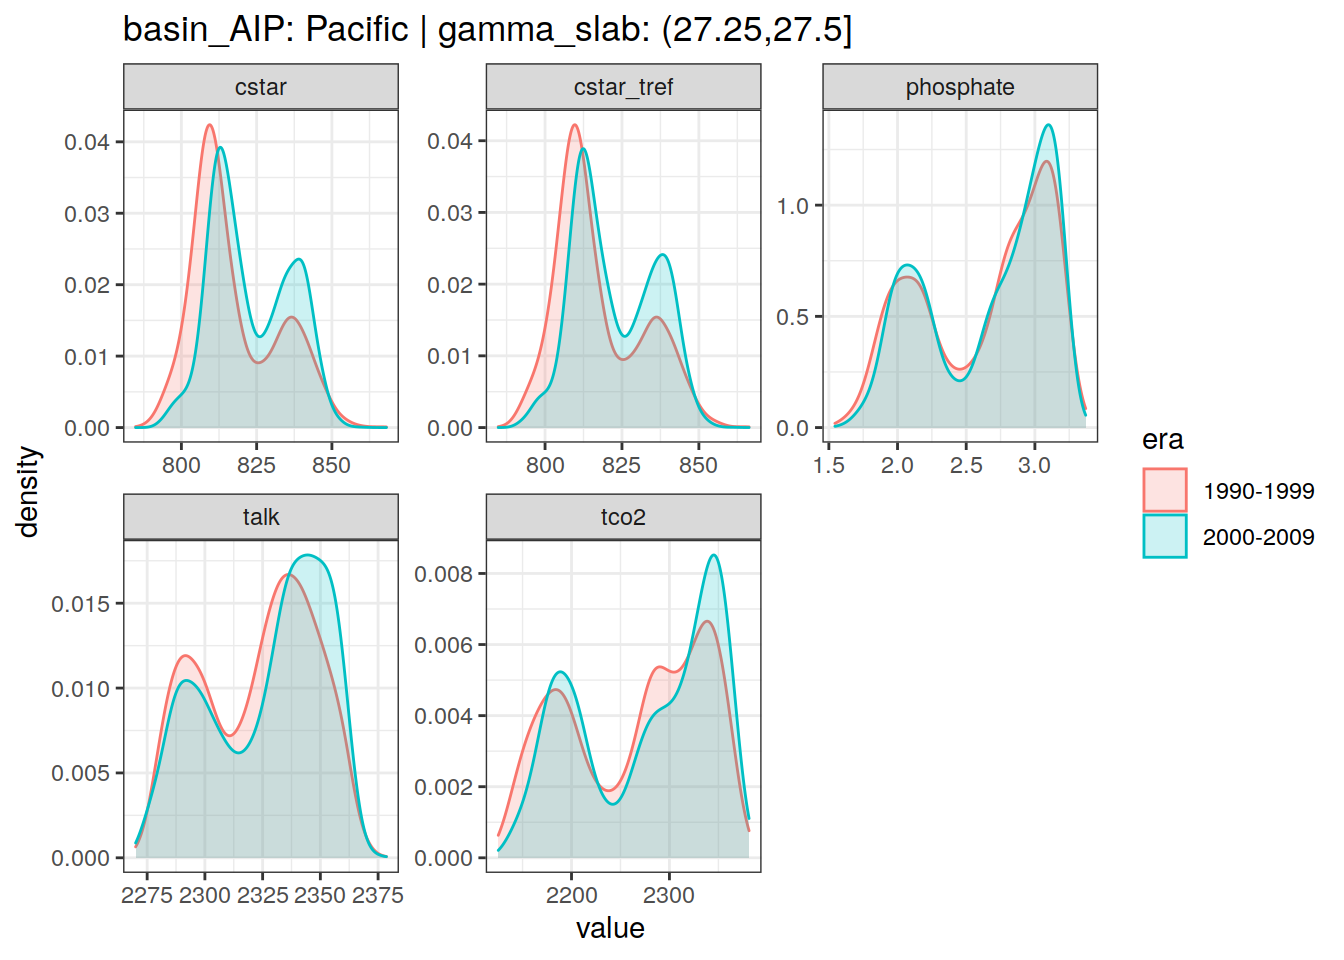 basin_AIP: Pacific | gamma_slab: (27.25,27.5]
cstar
cstar_tref
phosphate
0.04
0.03
0.02
0.01
0.00
800 825 850
0.04
0.03
0.02
0.01
0.00
800 825 850
1.0
0.5
0.0
1.5 2.0 2.5 3.0
density
talk
tco2
0.015
0.010
0.005
0.000
2275 2300 2325 2350 2375
0.008
0.006
0.004
0.002
0.000
2200 2300
value
era
1990-1999
2000-2009